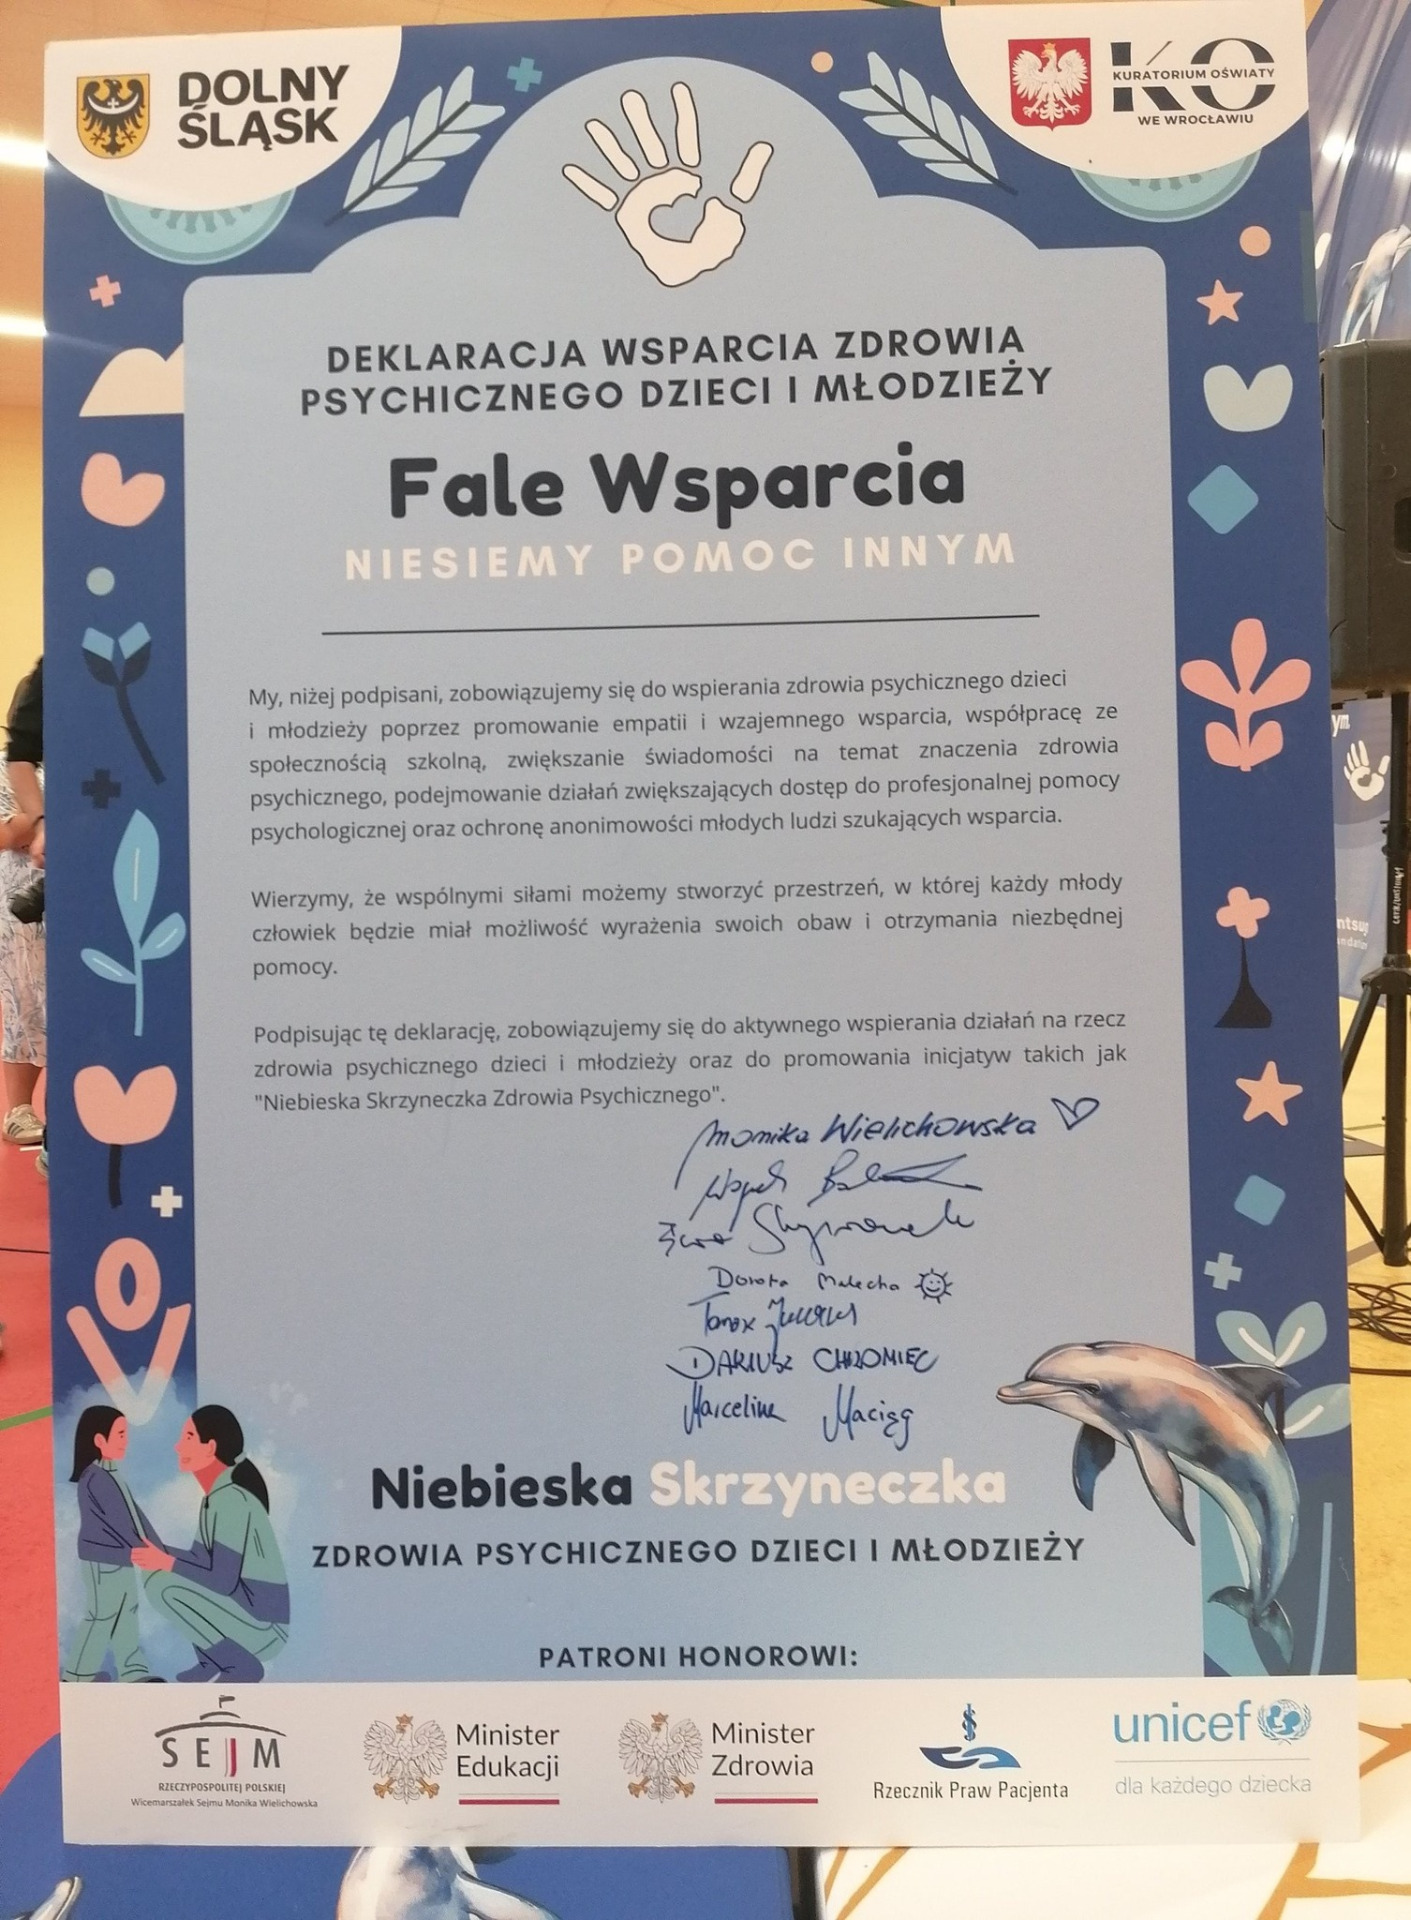 DOLNY
ŚLĄSK
KO
KURATORIUM OŚWIATY
WE WROCŁAWIU
DEKLARACJA WSPARCIA ZDROWIA
PSYCHICZNEGO DZIECI I MŁODZIEŻY
Fale Wsparcia
NIESIEMY POMOC INNYM
My, niżej podpisani, zobowiązujemy się do wspierania zdrowia psychicznego dzieci
i młodzieży poprzez promowanie empatii i wzajemnego wsparcia, współpracę ze
społecznością szkolną, zwiększanie świadomości na temat znaczenia zdrowia
psychicznego, podejmowanie działań zwiększających dostęp do profesjonalnej pomocy
psychologicznej oraz ochronę anonimowości młodych ludzi szukających wsparcia.
Wierzymy, że wspólnymi siłami możemy stworzyć przestrzeń, w której każdy młody
człowiek będzie miał możliwość wyrażenia swoich obaw i otrzymania niezbędnej
pomocy.
Podpisując tę deklarację, zobowiązujemy się do aktywnego wspierania działań na rzecz
zdrowia psychicznego dzieci i młodzieży oraz do promowania inicjatyw takich jak
"Niebieska Skrzyneczka Zdrowia Psychicznego".
Monika Wielichowska
Dorota Malecha
DARIUSZ CHROMIEC
Marcelina Maciąg
Niebieska Skrzyneczka
ZDROWIA PSYCHICZNEGO DZIECI I MŁODZIEŻY
PATRONI HONOROWI:
SEJM
RZECZYPOSPOLITEJ POLSKIEJ
Wicemarszałek Sejmu Monika Wielichowska
Minister
Edukacji
Minister
Zdrowia
Rzecznik Praw Pacjenta
unicef
dla każdego dziecka